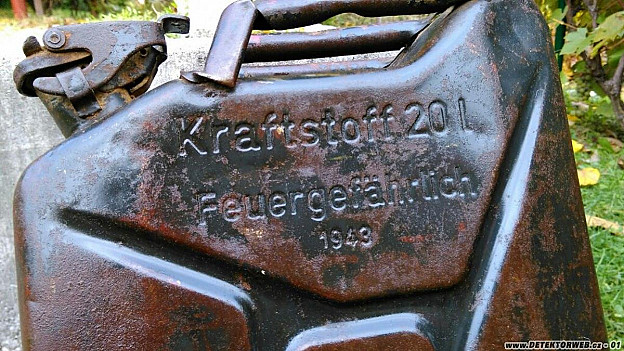 Kraftstoff 20 l
Feuergefährlich
1943
www.DETEKTORWEB.cz - 01